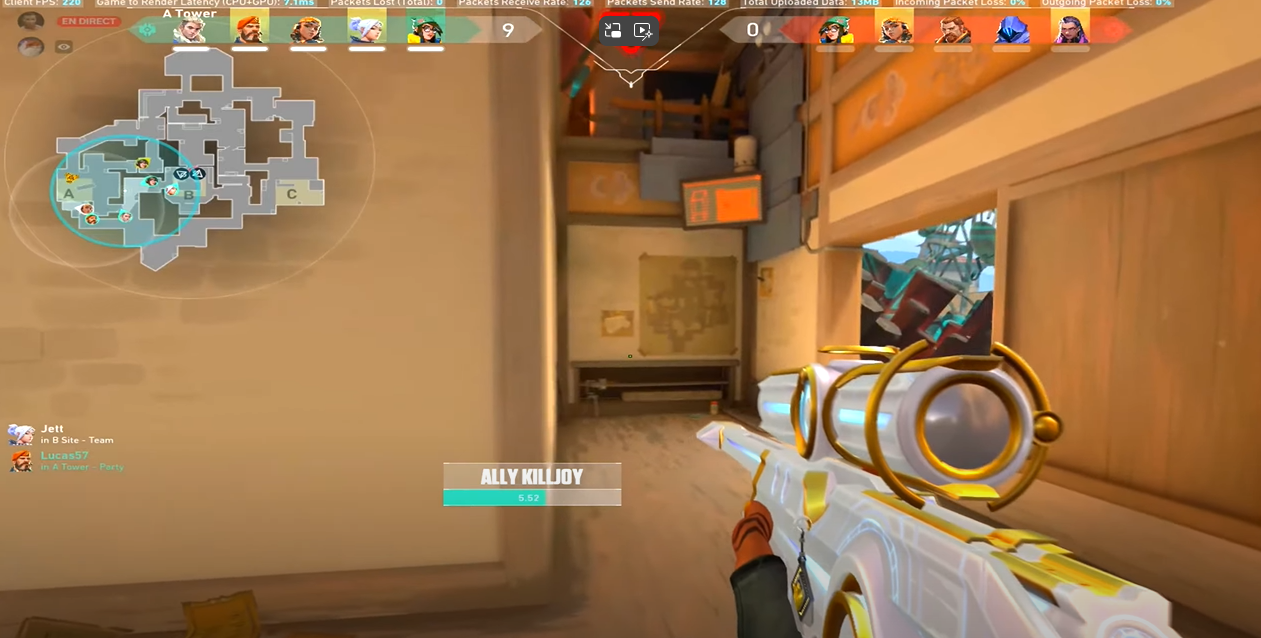 Client FPS: 220
Game to Render Latency (CPU+GPU): 7.1ms
Packets Lost (Total): 0
Packets Receive Rate: 126
Packets Send Rate: 128
Total Uploaded Data: 13MB
Incoming Packet Loss: 0%
Outgoing Packet Loss: 0%
EN DIRECT
A Tower
9
0
A
B
C
Jett
in B Site - Team
Lucas57
in A Tower - Party
ALLY KILLJOY
5.52